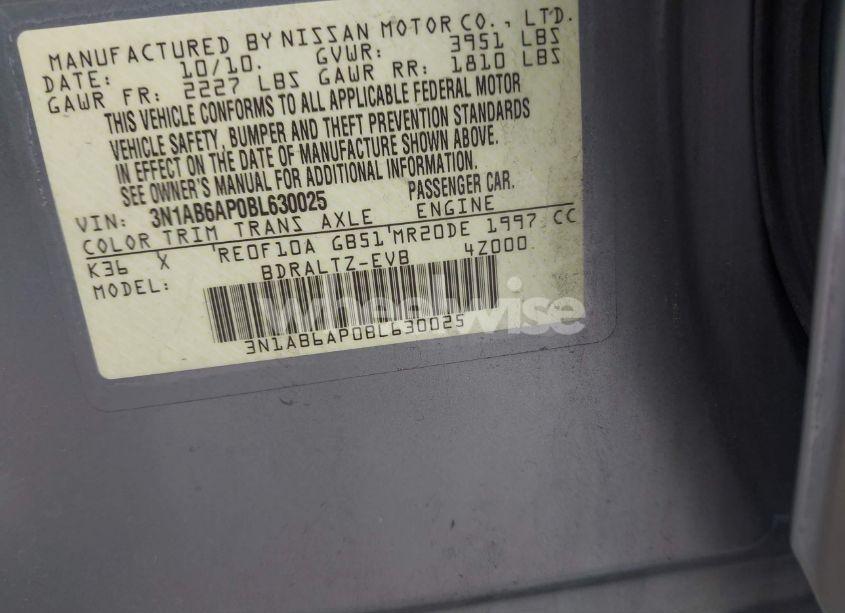 MANUFACTURED BY NISSAN MOTOR CO., LTD.
DATE: 10/10. GVWR: 3951 LBS
GAWR FR: 2227 LBS GAWR RR: 1810 LBS
THIS VEHICLE CONFORMS TO ALL APPLICABLE FEDERAL MOTOR
VEHICLE SAFETY, BUMPER AND THEFT PREVENTION STANDARDS
IN EFFECT ON THE DATE OF MANUFACTURE SHOWN ABOVE.
SEE OWNER'S MANUAL FOR ADDITIONAL INFORMATION.
VIN: 3N1AB6AP0BL630025 PASSENGER CAR.
COLOR TRIM TRANS AXLE ENGINE
K36 X RE0F10A GB51 MR20DE 1997 CC
MODEL: BDRALTZ-EVB 4Z000
3N1AB6AP0BL630025
wheelwise